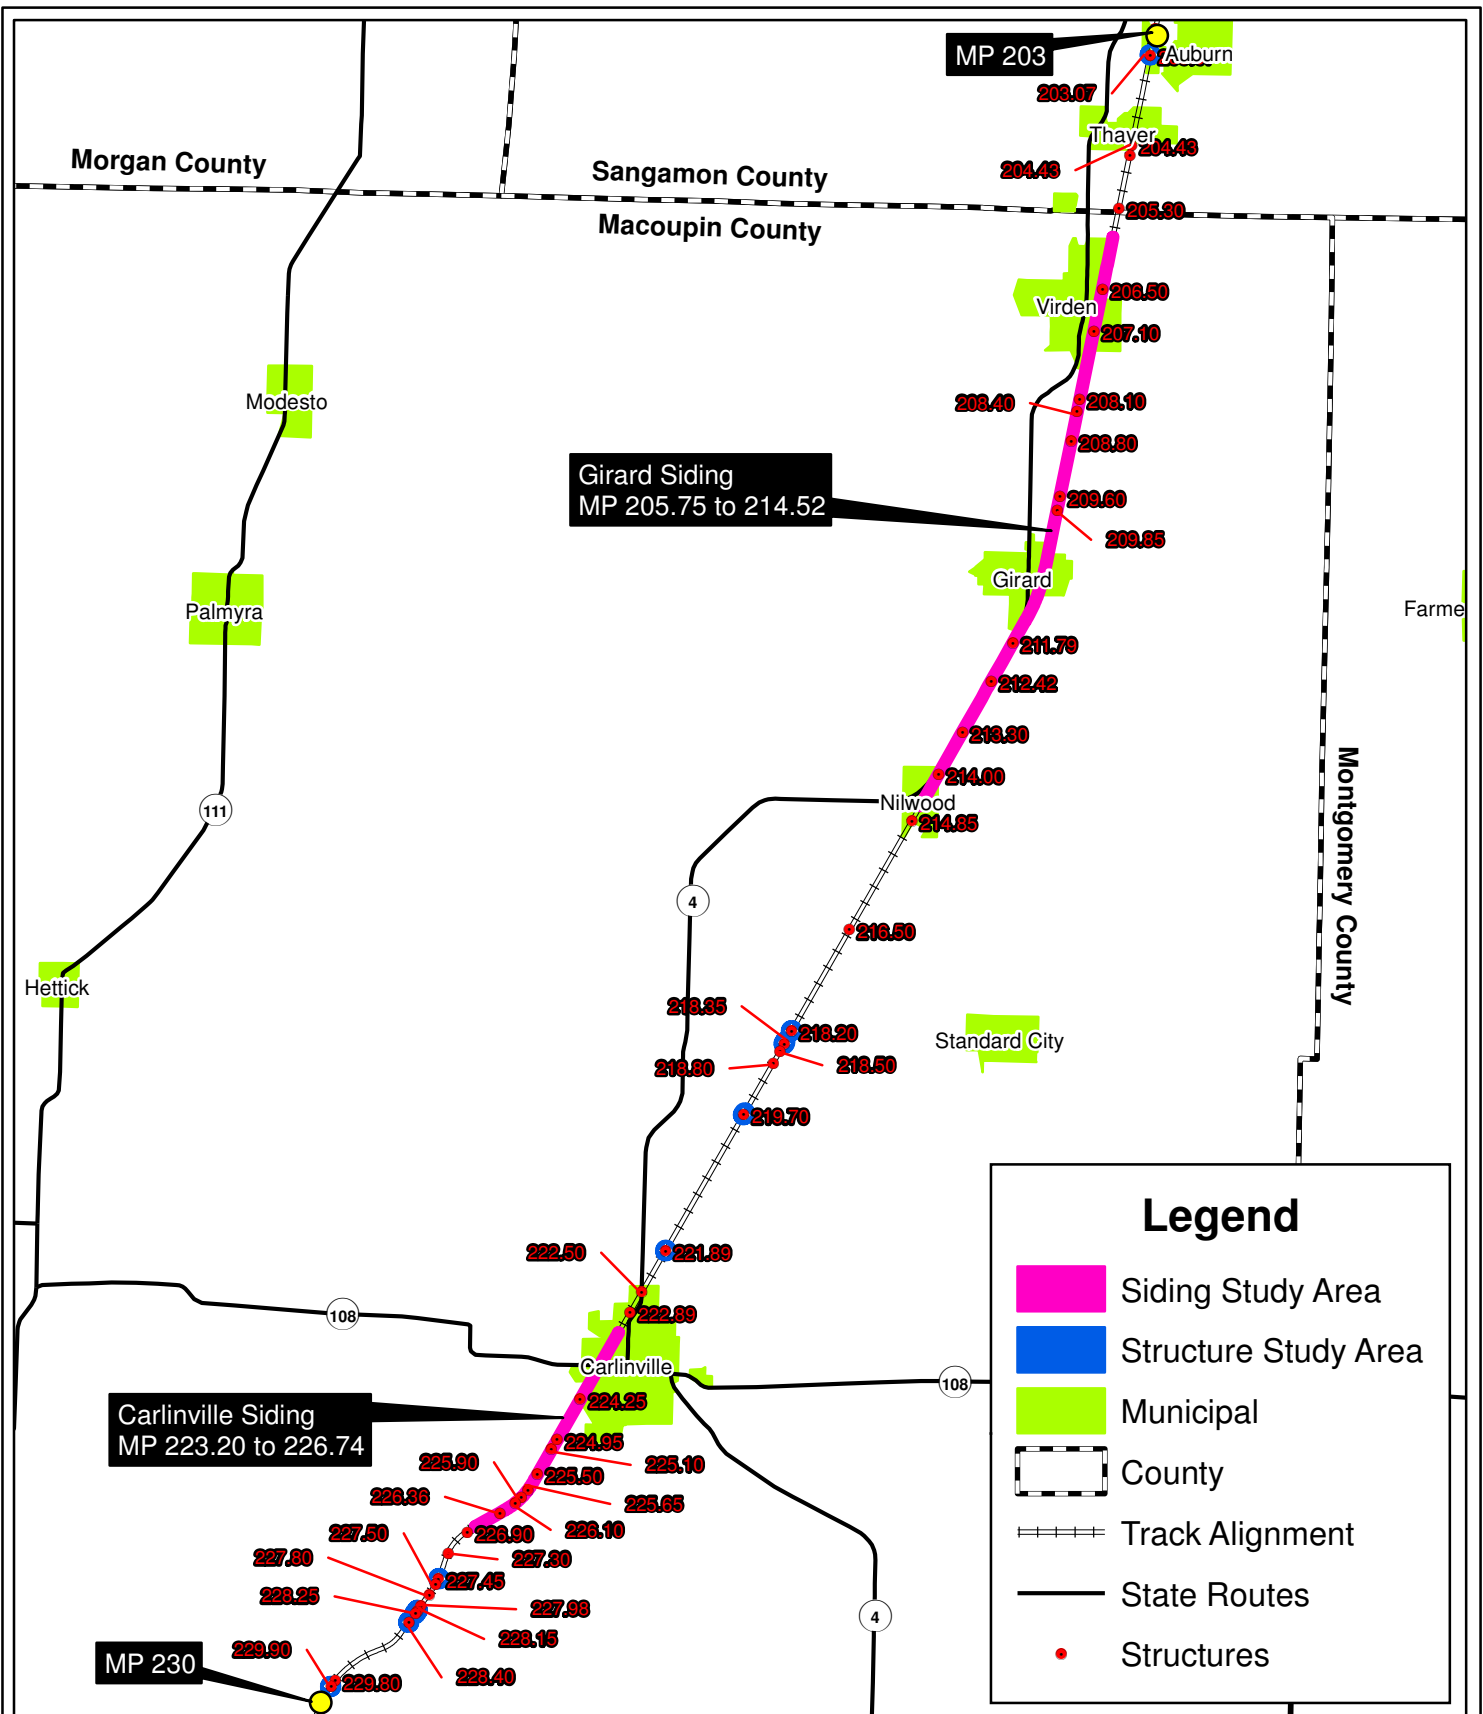 MP 203
Auburn
203.07
Thayer
204.43
204.43
Morgan County
Sangamon County
205.30
Macoupin County
206.50
Virden
207.10
Modesto
208.40
208.10
208.80
Girard Siding
MP 205.75 to 214.52
209.60
209.85
Girard
Palmyra
Farme
211.79
212.42
213.30
Montgomery County
214.00
Nilwood
111
214.85
4
216.50
Hettick
218.35
218.20
Standard City
218.80
218.50
219.70
222.50
221.89
108
222.89
Carlinville
108
224.25
Carlinville Siding
MP 223.20 to 226.74
224.95
225.90
225.10
225.50
226.36
225.65
227.50
226.90
226.10
227.80
227.30
227.45
228.25
227.98
228.15
4
229.90
MP 230
229.80
228.40
Legend
Siding Study Area
Structure Study Area
Municipal
County
Track Alignment
State Routes
Structures